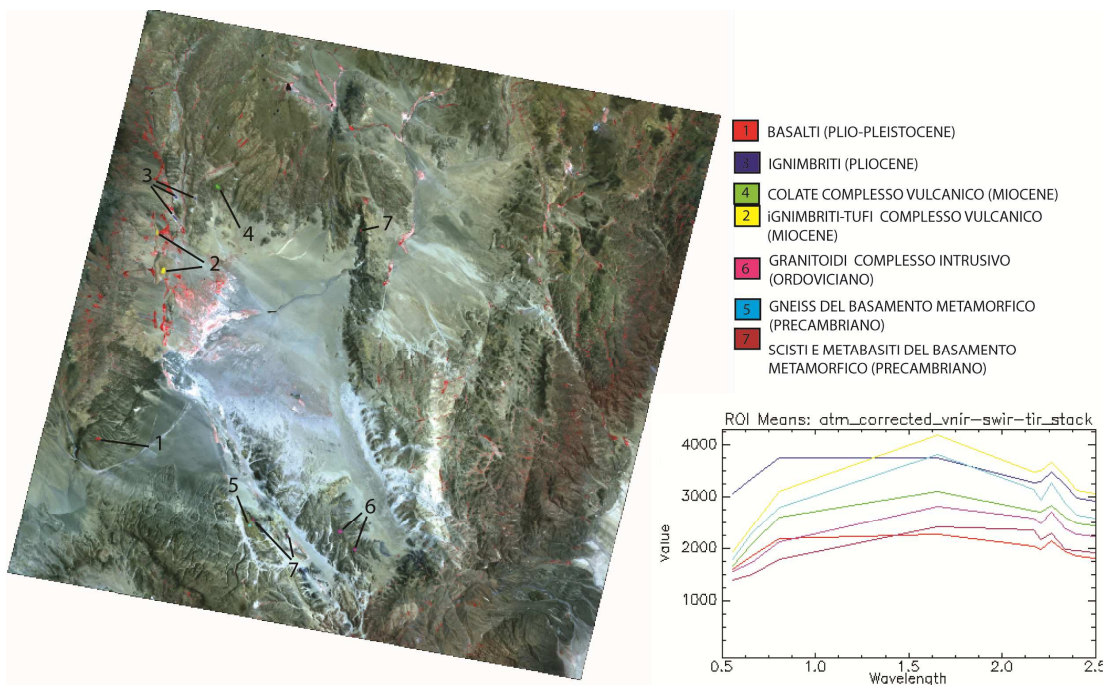 3
4
7
2
1
5
6
7
1 BASALTI (PLIO-PLEISTOCENE)
3 IGNIMBRITI (PLIOCENE)
4 COLATE COMPLESSO VULCANICO (MIOCENE)
2 iGNIMBRITI-TUFI COMPLESSO VULCANICO
(MIOCENE)
6 GRANITOIDI COMPLESSO INTRUSIVO
(ORDOVICIANO)
5 GNEISS DEL BASAMENTO METAMORFICO
(PRECAMBRIANO)
7 SCISTI E METABASITI DEL BASAMENTO
METAMORFICO (PRECAMBRIANO)
ROI Means: atm_corrected_vnir-swir-tir_stack
4000
3000
2000
1000
Value
0.5 1.0 1.5 2.0 2.5
Wavelength